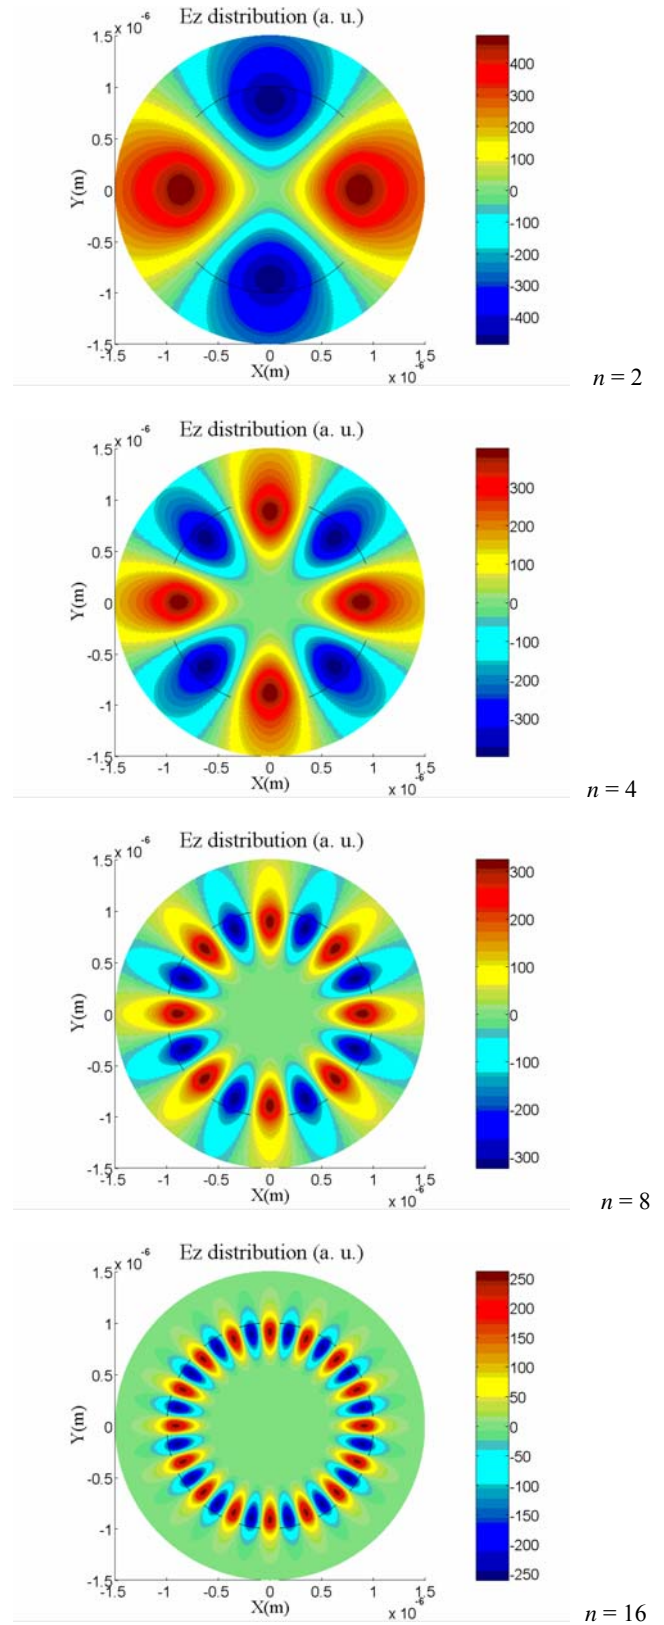 x 10⁻⁶
Ez distribution (a. u.)
1.5
1
0.5
0
-0.5
-1
-1.5
Y(m)
-1.5 -1 -0.5 0 0.5 1 1.5
X(m)
x 10⁻⁶
400
300
200
100
0
-100
-200
-300
-400
n = 2
x 10⁻⁶
Ez distribution (a. u.)
1.5
1
0.5
0
-0.5
-1
-1.5
Y(m)
-1.5 -1 -0.5 0 0.5 1 1.5
X(m)
x 10⁻⁶
300
200
100
0
-100
-200
-300
n = 4
x 10⁻⁶
Ez distribution (a. u.)
1.5
1
0.5
0
-0.5
-1
-1.5
Y(m)
-1.5 -1 -0.5 0 0.5 1 1.5
X(m)
x 10⁻⁶
300
200
100
0
-100
-200
-300
n = 8
x 10⁻⁶
Ez distribution (a. u.)
1.5
1
0.5
0
-0.5
-1
-1.5
Y(m)
-1.5 -1 -0.5 0 0.5 1 1.5
X(m)
x 10⁻⁶
250
200
150
100
50
0
-50
-100
-150
-200
-250
n = 16